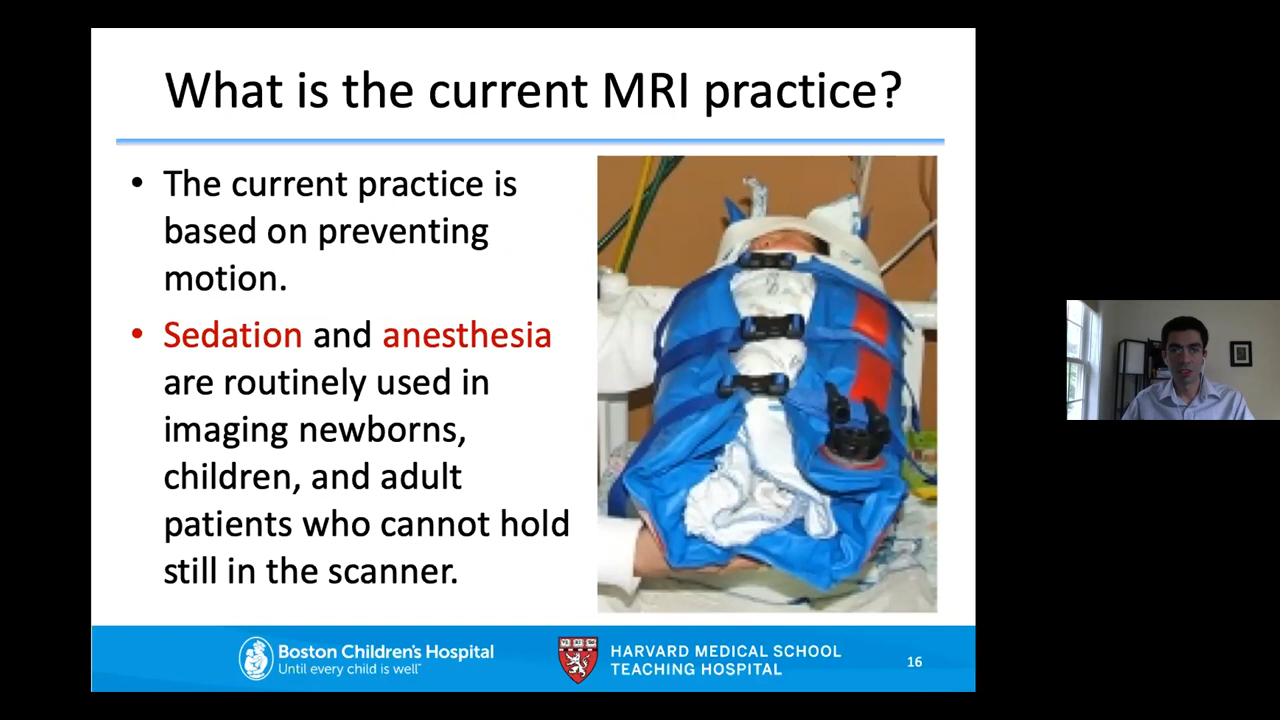 What is the current MRI practice?
• The current practice is
based on preventing
motion.
• Sedation and anesthesia
are routinely used in
imaging newborns,
children, and adult
patients who cannot hold
still in the scanner.
Boston Children's Hospital
Until every child is well™
HARVARD MEDICAL SCHOOL
TEACHING HOSPITAL
16